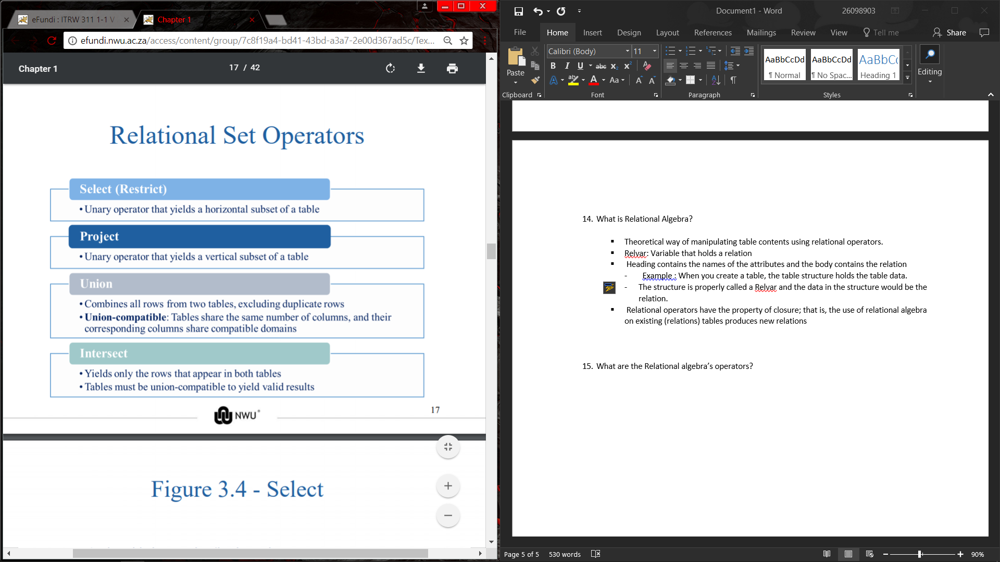 eFundi : ITRW 311 1-1 V
Chapter 1
efundi.nwu.ac.za/access/content/group/7c8f19a4-bd41-43bd-a3a7-2e00d367ad5c/Tex...
Chapter 1
17 / 42
Relational Set Operators
Select (Restrict)
• Unary operator that yields a horizontal subset of a table
Project
• Unary operator that yields a vertical subset of a table
Union
• Combines all rows from two tables, excluding duplicate rows
• Union-compatible: Tables share the same number of columns, and their
corresponding columns share compatible domains
Intersect
• Yields only the rows that appear in both tables
• Tables must be union-compatible to yield valid results
NWU®
17
Figure 3.4 - Select
Document1 - Word
26098903
File Home Insert Design Layout References Mailings Review View Tell me Share
Paste
Clipboard
Calibri (Body) 11
B I U abc x₂ x²
A ab A Aa A A
Font
Paragraph
AaBbCcDd AaBbCcDd AaBbCc
¶ Normal ¶ No Spac... Heading 1
Styles
Editing
14. What is Relational Algebra?
▪ Theoretical way of manipulating table contents using relational operators.
▪ Relvar: Variable that holds a relation
▪ Heading contains the names of the attributes and the body contains the relation
- Example : When you create a table, the table structure holds the table data.
- The structure is properly called a Relvar and the data in the structure would be the
relation.
▪ Relational operators have the property of closure; that is, the use of relational algebra
on existing (relations) tables produces new relations
15. What are the Relational algebra’s operators?
Page 5 of 5 530 words
90%